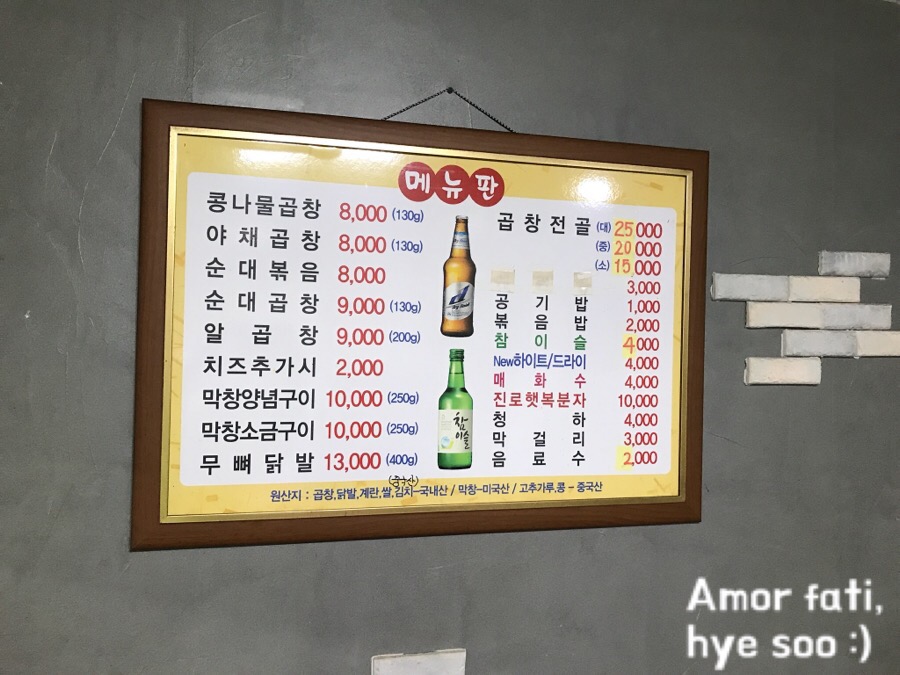 메뉴판
콩나물곱창 8,000 (130g)
야채곱창 8,000 (130g)
순대볶음 8,000
순대곱창 9,000 (130g)
알곱창 9,000 (200g)
치즈추가시 2,000
막창양념구이 10,000 (250g)
막창소금구이 10,000 (250g)
무뼈닭발 13,000 (400g)
곱창전골 (대) 25000
(중) 20000
(소) 15,000
3,000
공기밥 1,000
볶음밥 2,000
참이슬 4000
New하이트/드라이 4,000
매화수 4,000
진로햇복분자 10,000
청하 4,000
막걸리 3,000
음료수 2,000
참이슬
원산지 : 곱창,닭발,계란,쌀,김치-국내산 / 막창-미국산 / 고추가루,콩 - 중국산
Amor fati,
hye soo :)